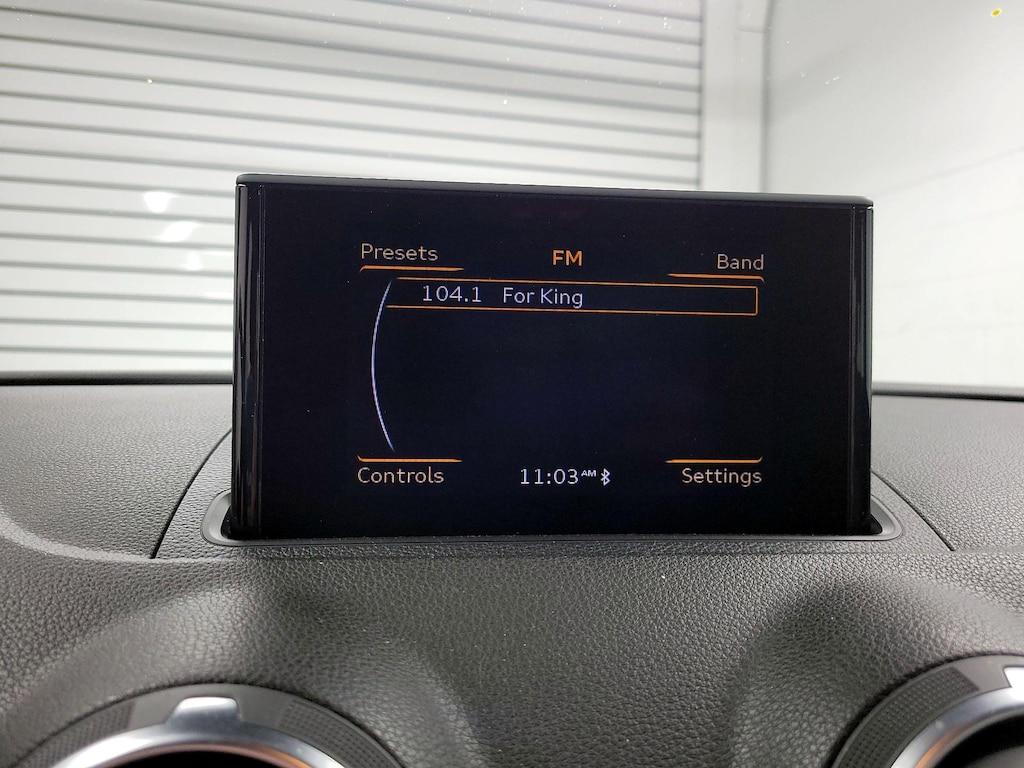 Presets FM Band
104.1 For King
Controls 11:03 AM Settings